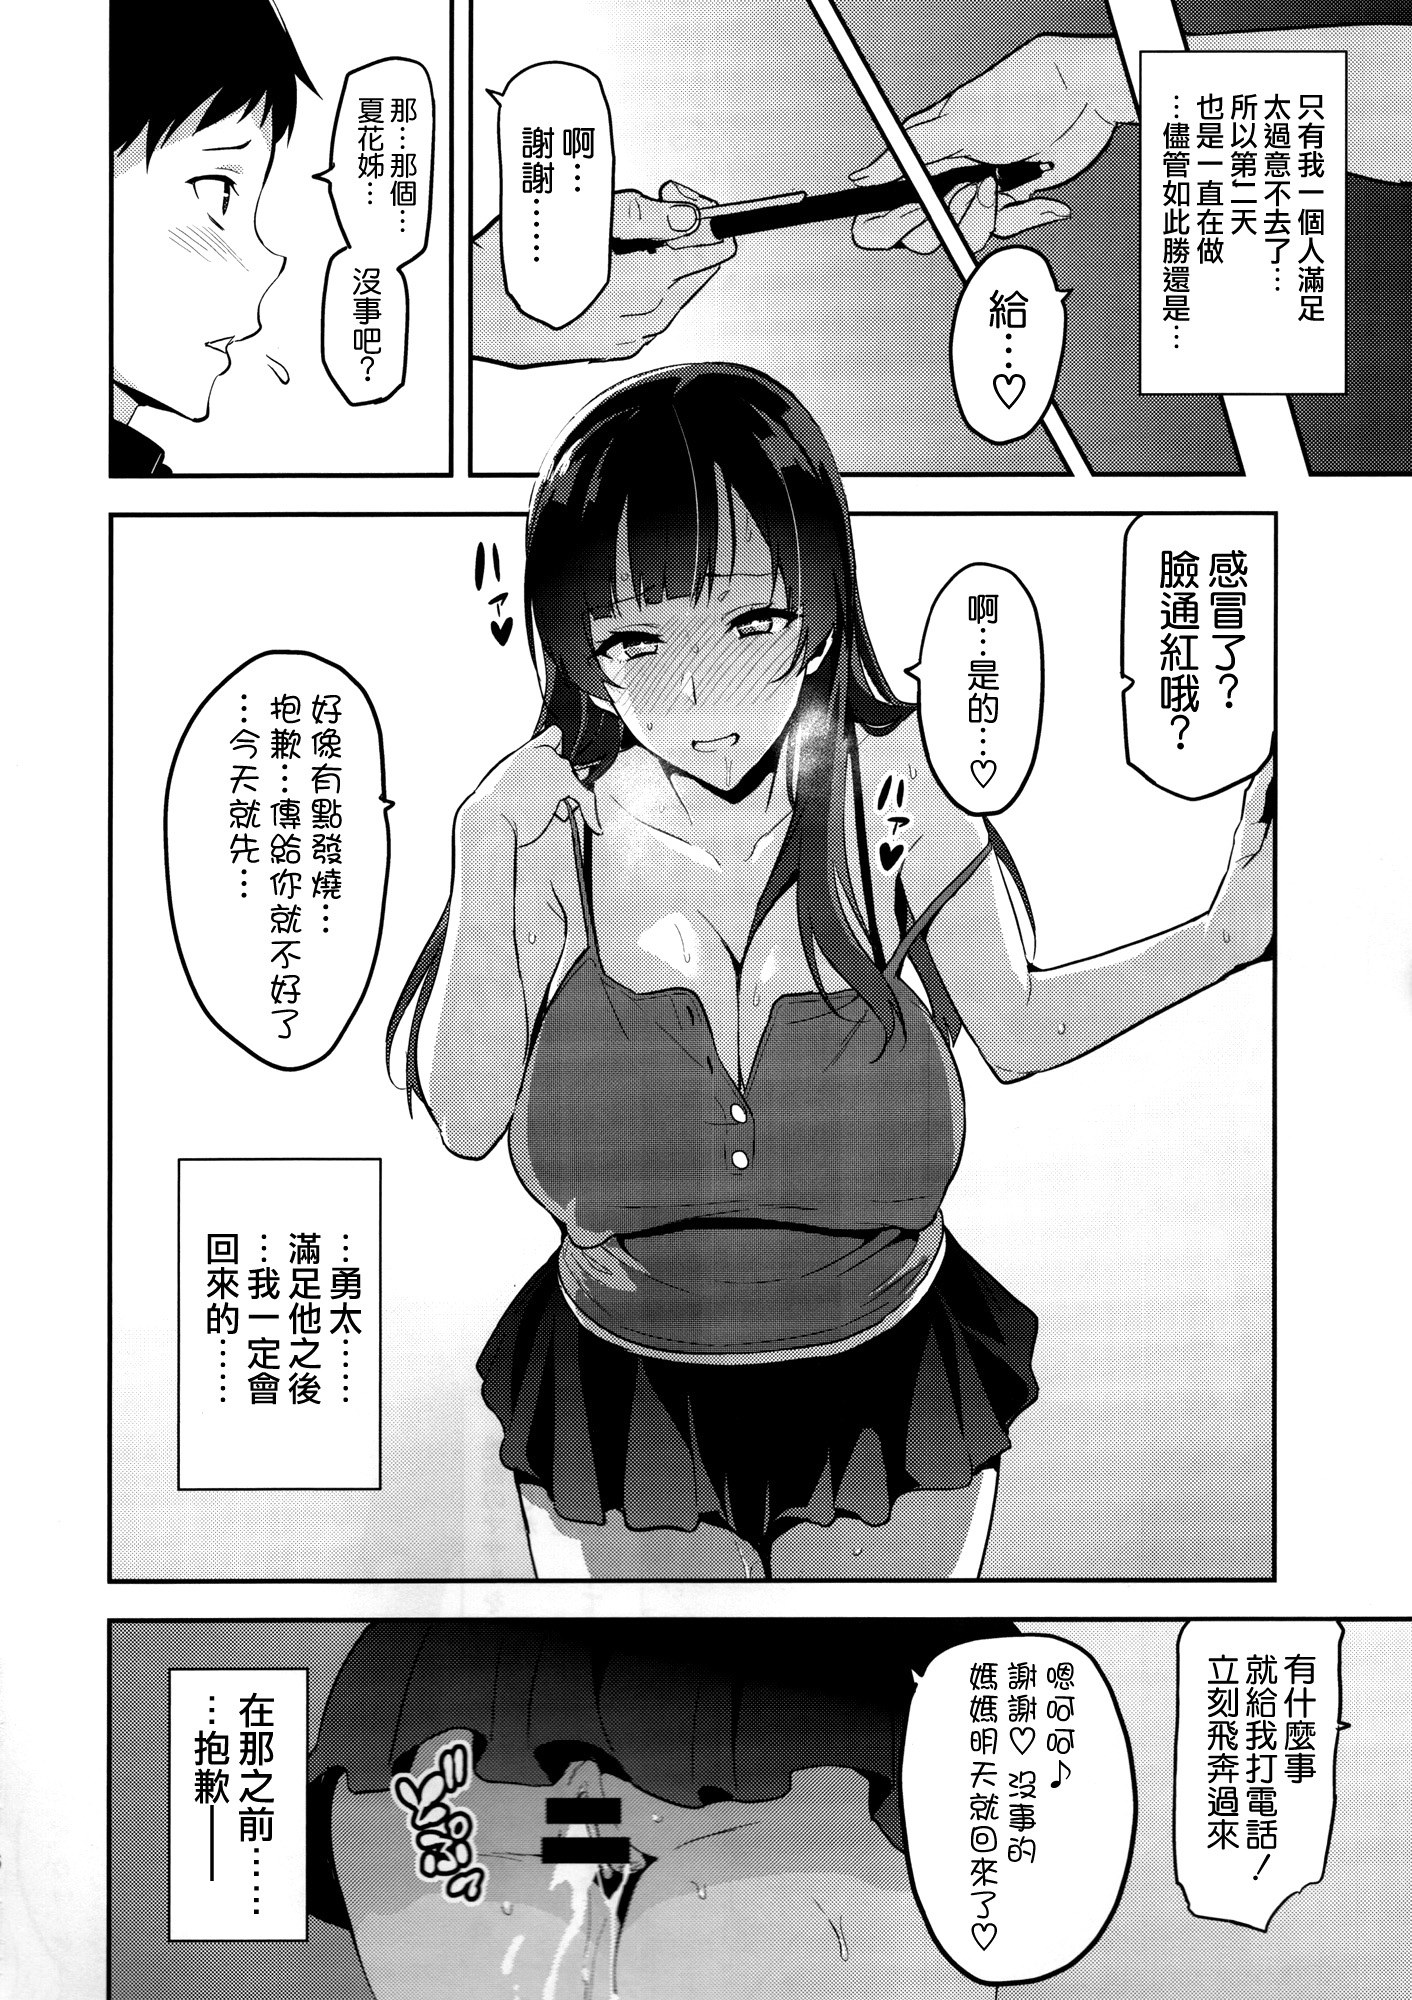 只有我一個人滿足
太過意不去了…
所以第二天
也是一直在做
…儘管如此勝還是…
給…♡
啊…
謝謝……
那…那個…
夏花姊…
沒事吧？
感冒了？
臉通紅哦？
啊…是的…♡
ハァ♥
ハァ♥
好像有點發燒…
抱歉…傳給你就不好了
…今天就先…
…勇太……
滿足他之後
…我一定會
回來的……
有什麼事
就給我打電話！
立刻飛奔過來
嗯呵呵♪
謝謝♡沒事的
媽媽明天就回來了♡
在那之前……
…抱歉——